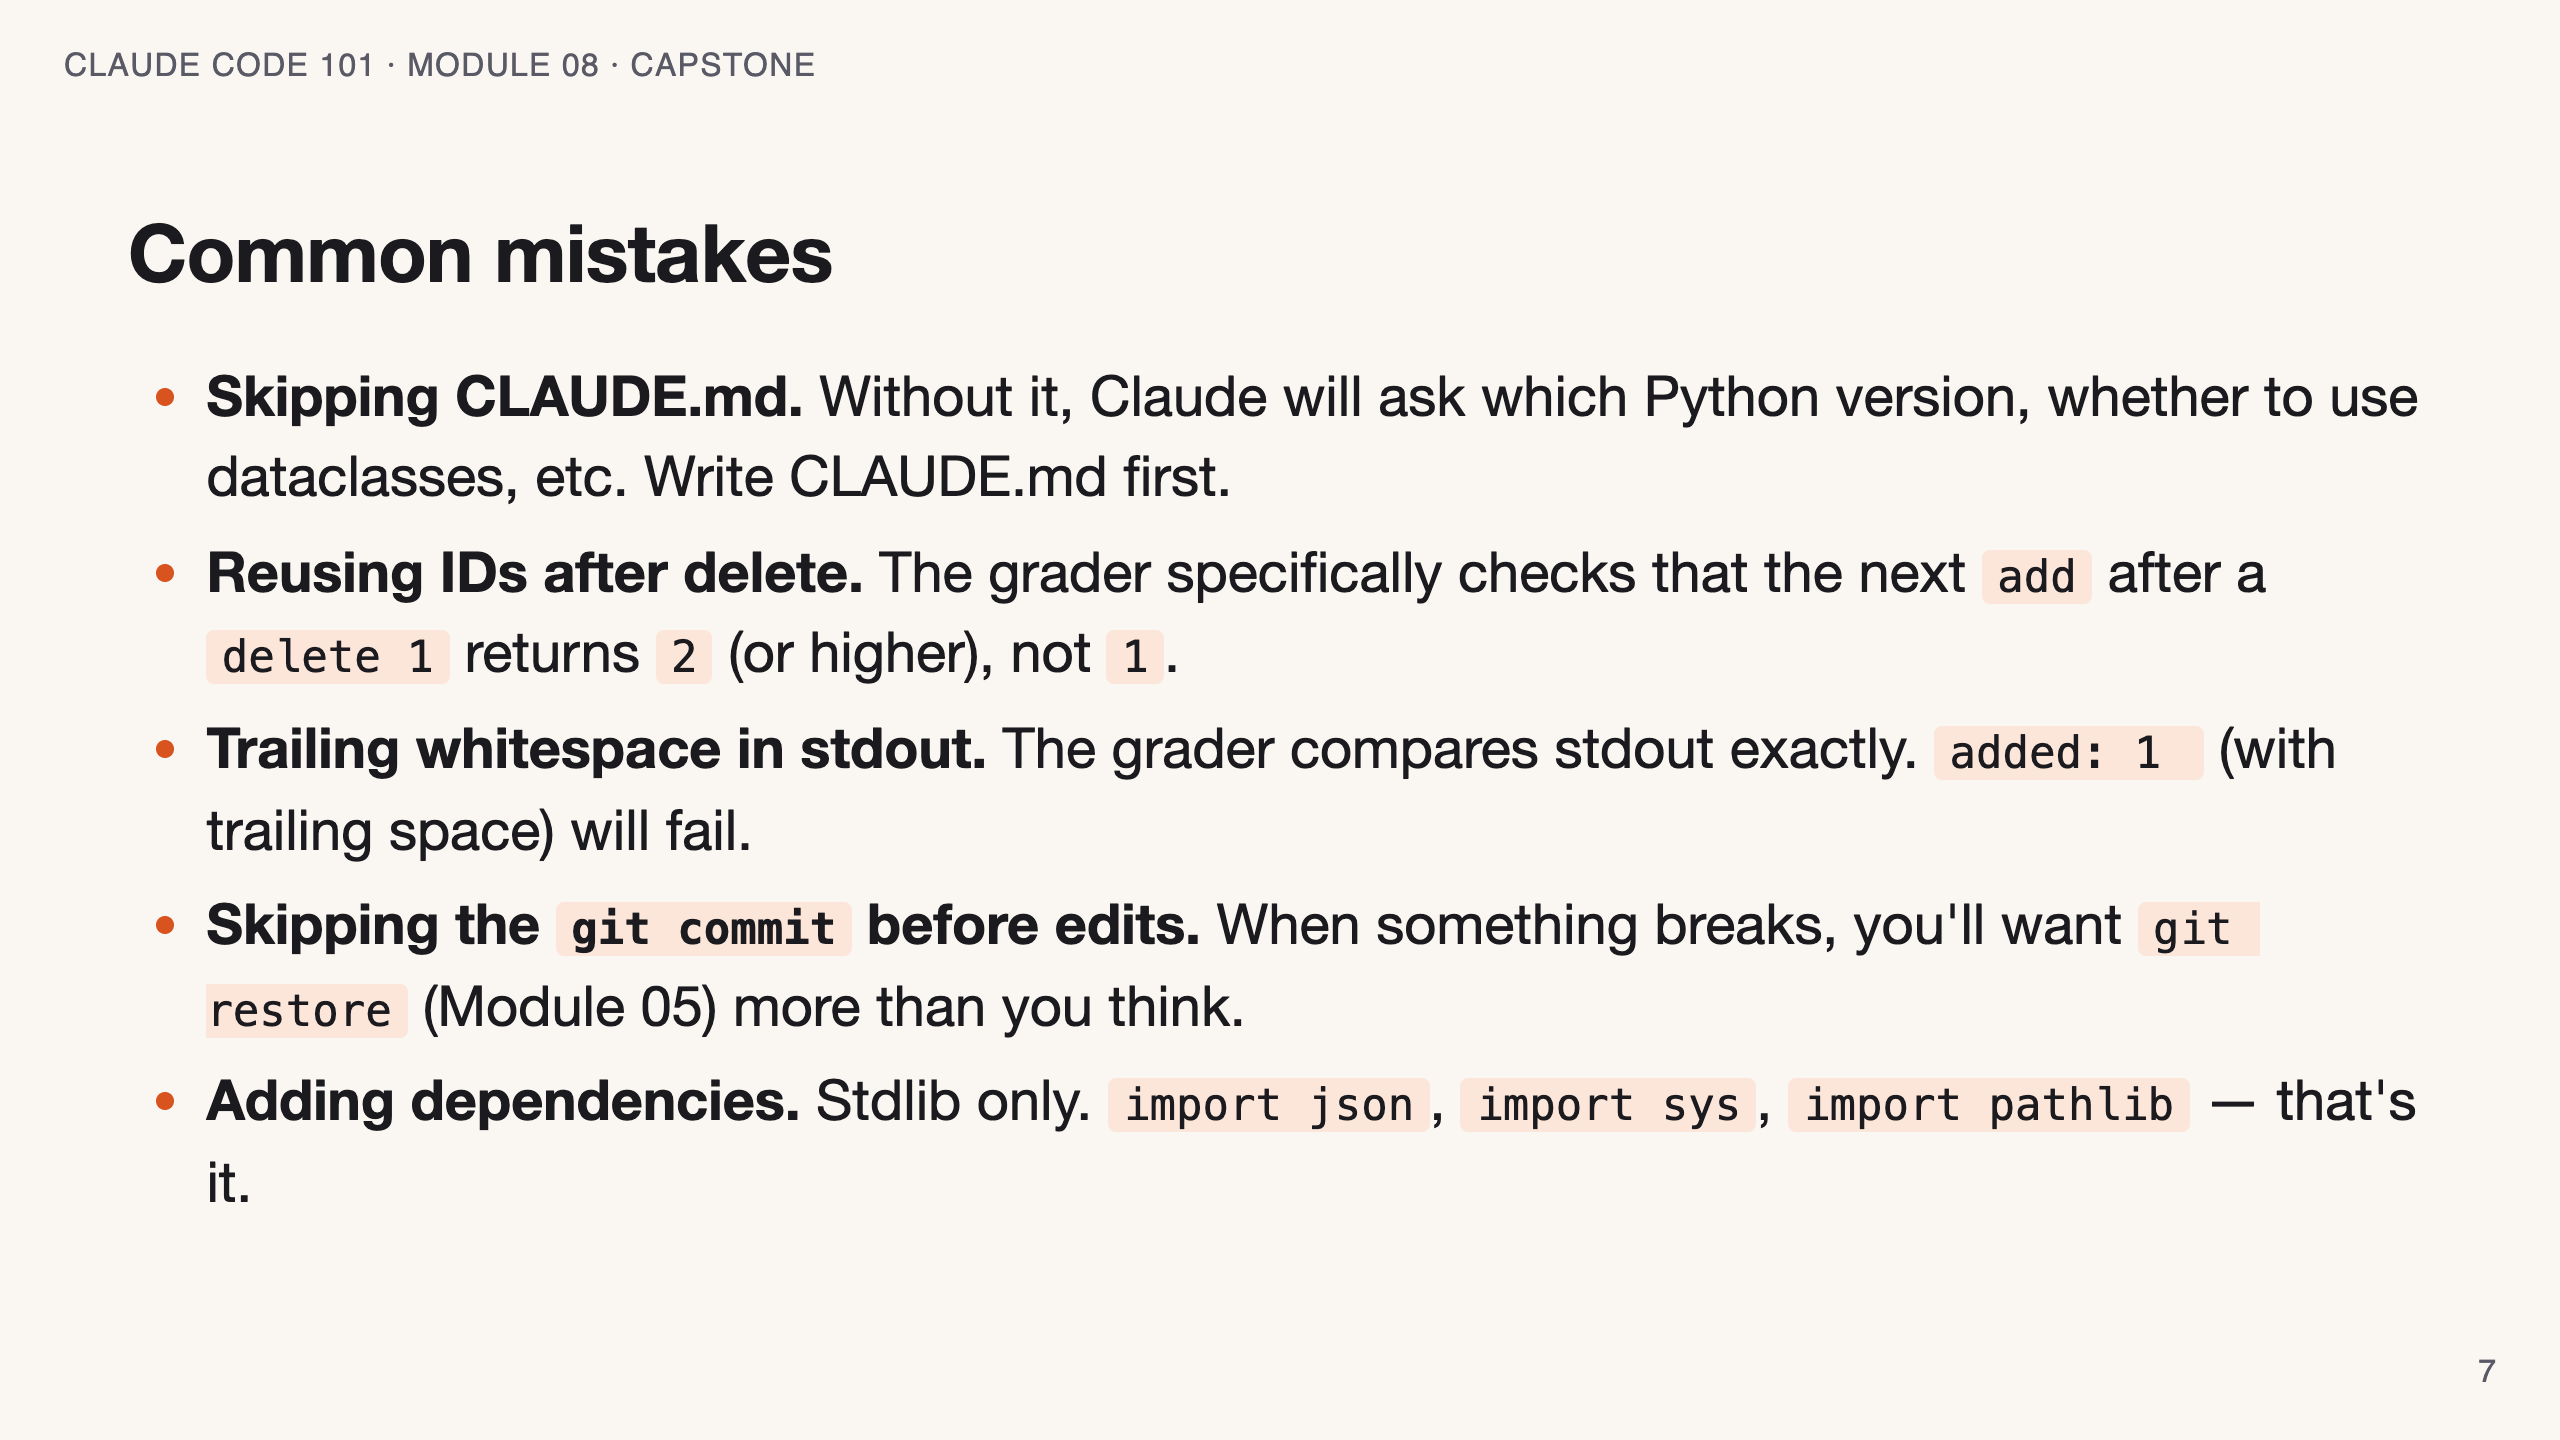 CLAUDE CODE 101 · MODULE 08 · CAPSTONE
Common mistakes
• Skipping CLAUDE.md. Without it, Claude will ask which Python version, whether to use
dataclasses, etc. Write CLAUDE.md first.
• Reusing IDs after delete. The grader specifically checks that the next add after a
delete 1 returns 2 (or higher), not 1.
• Trailing whitespace in stdout. The grader compares stdout exactly. added: 1  (with
trailing space) will fail.
• Skipping the git commit before edits. When something breaks, you'll want git
restore (Module 05) more than you think.
• Adding dependencies. Stdlib only. import json, import sys, import pathlib — that's
it.
7